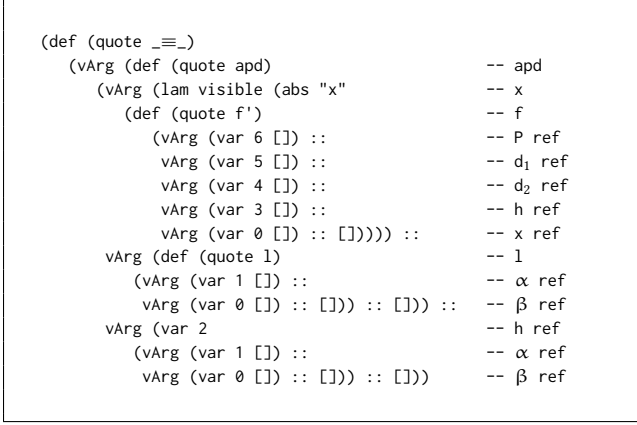 (def (quote _≡_)
(vArg (def (quote apd) -- apd
(vArg (lam visible (abs "x" -- x
(def (quote f') -- f
(vArg (var 6 []) :: -- P ref
vArg (var 5 []) :: -- d₁ ref
vArg (var 4 []) :: -- d₂ ref
vArg (var 3 []) :: -- h ref
vArg (var 0 []) :: [])))) :: -- x ref
vArg (def (quote l) -- l
(vArg (var 1 []) :: -- α ref
vArg (var 0 []) :: [])) :: [])) :: -- β ref
vArg (var 2 -- h ref
(vArg (var 1 []) :: -- α ref
vArg (var 0 []) :: [])) :: [])) -- β ref